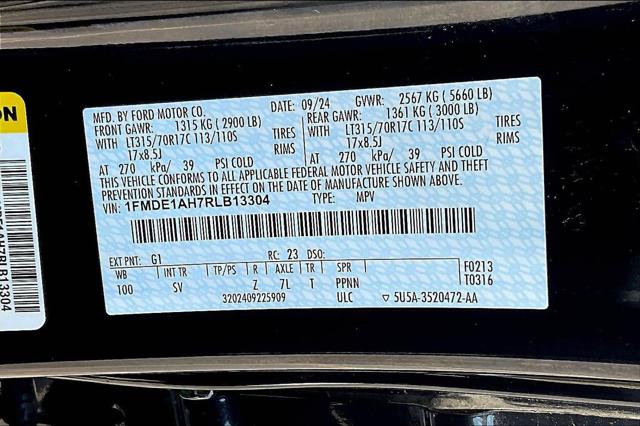 ON
MFD. BY FORD MOTOR CO. DATE: 09/24 GVWR: 2567 KG ( 5660 LB)
FRONT GAWR: 1315 KG ( 2900 LB) REAR GAWR: 1361 KG ( 3000 LB)
WITH LT315/70R17C 113/110S TIRES WITH LT315/70R17C 113/110S TIRES
17x8.5J RIMS 17x8.5J RIMS
AT 270 kPa/ 39 PSI COLD AT 270 kPa/ 39 PSI COLD
THIS VEHICLE CONFORMS TO ALL APPLICABLE FEDERAL MOTOR VEHICLE SAFETY AND THEFT
PREVENTION STANDARDS IN EFFECT ON THE DATE OF MANUFACTURE SHOWN ABOVE.
VIN: 1FMDE1AH7RLB13304 TYPE: MPV
EXT PNT: G1 RC: 23 DSO: F0213
WB INT TR TP/PS R AXLE TR SPR T0316
100 SV Z 7L T PPNN
3202409225909 ULC ▽ 5U5A-3520472-AA